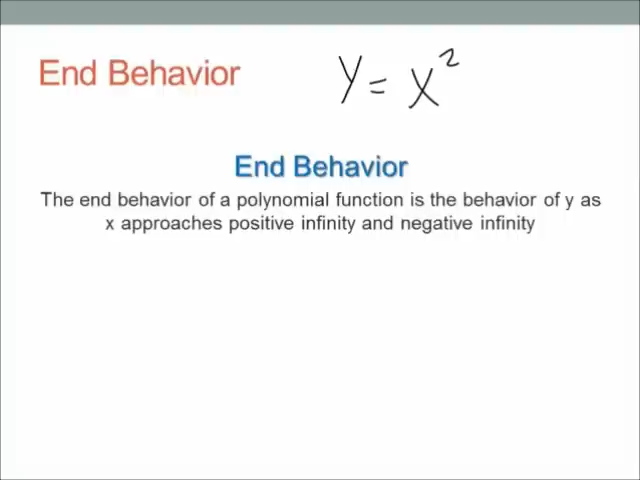 End Behavior
y = x²
End Behavior
The end behavior of a polynomial function is the behavior of y as
x approaches positive infinity and negative infinity